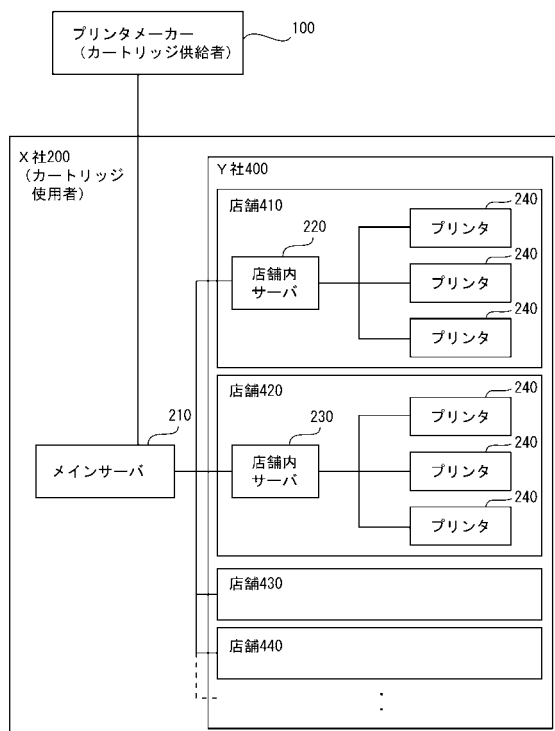 プリンタメーカー
（カートリッジ供給者）
100
X社200
（カートリッジ
使用者）
Y社400
店舗410
220
店舗内
サーバ
240
プリンタ
240
プリンタ
240
プリンタ
店舗420
210
メインサーバ
230
店舗内
サーバ
240
プリンタ
240
プリンタ
240
プリンタ
店舗430
店舗440